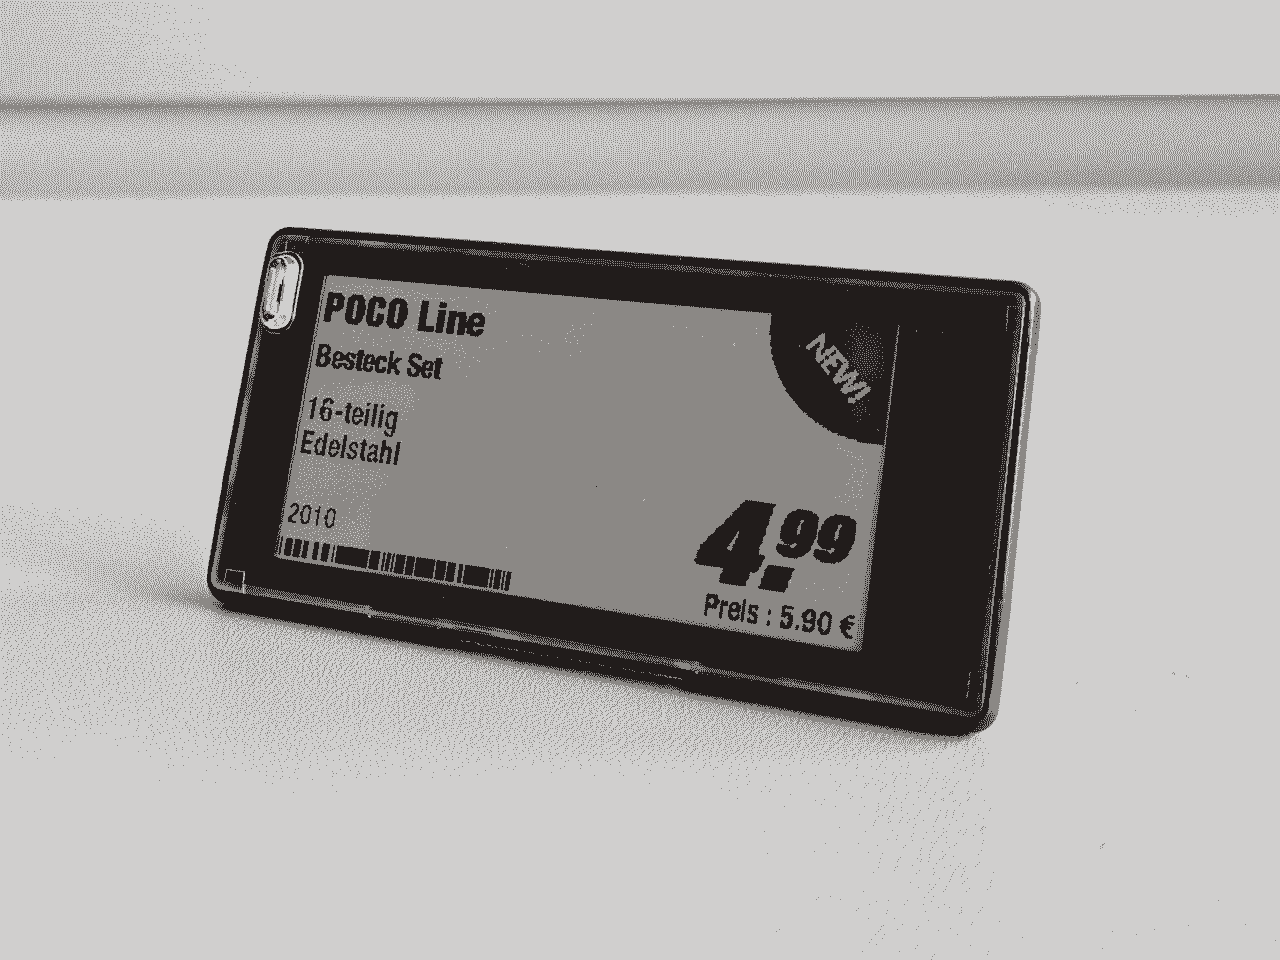 POCO Line
NEW!
Besteck Set
16-teilig
Edelstahl
2010
4.99
Preis : 5.90 €